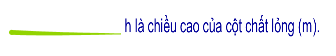 h là chiều cao của cột chất lỏng (m).